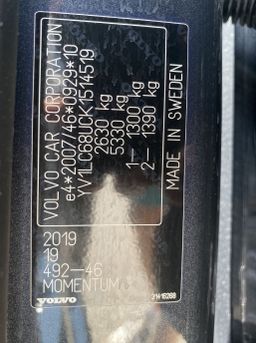 VOLVO CAR CORPORATION
e4*2007/46*0929*10
YV1LC68UCK1514519
2630 kg
5330 kg
1— 1300 kg
2— 1390 kg
MADE IN SWEDEN
2019
19
492—46
MOMENTUM
VOLVO